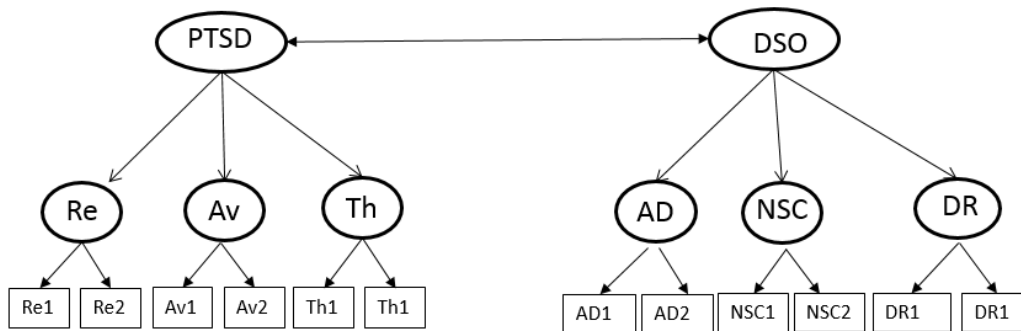 PTSD
DSO
Re
Av
Th
AD
NSC
DR
Re1
Re2
Av1
Av2
Th1
Th1
AD1
AD2
NSC1
NSC2
DR1
DR1